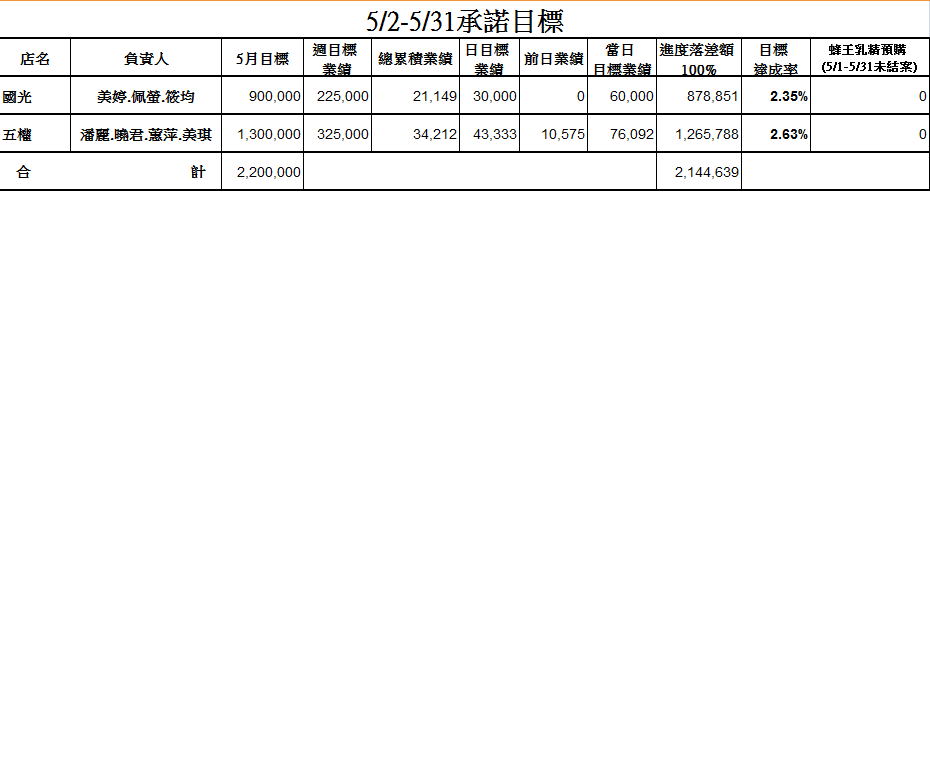 5/2-5/31承諾目標
店名 負責人 5月目標 週目標業績 總累積業績 日目標業績 前日業績 當日目標業績 進度落差額100% 目標達成率 蜂王乳精預購(5/1-5/31未結案)
國光 美婷.佩螢.筱均 900,000 225,000 21,149 30,000 0 60,000 878,851 2.35% 0
五權 潘麗.曉君.蕙萍.美琪 1,300,000 325,000 34,212 43,333 10,575 76,092 1,265,788 2.63% 0
合 計 2,200,000 2,144,639